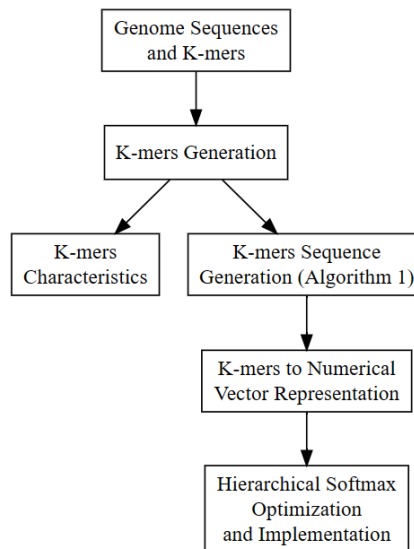 Genome Sequences
and K-mers
K-mers Generation
K-mers
Characteristics
K-mers Sequence
Generation (Algorithm 1)
K-mers to Numerical
Vector Representation
Hierarchical Softmax
Optimization
and Implementation